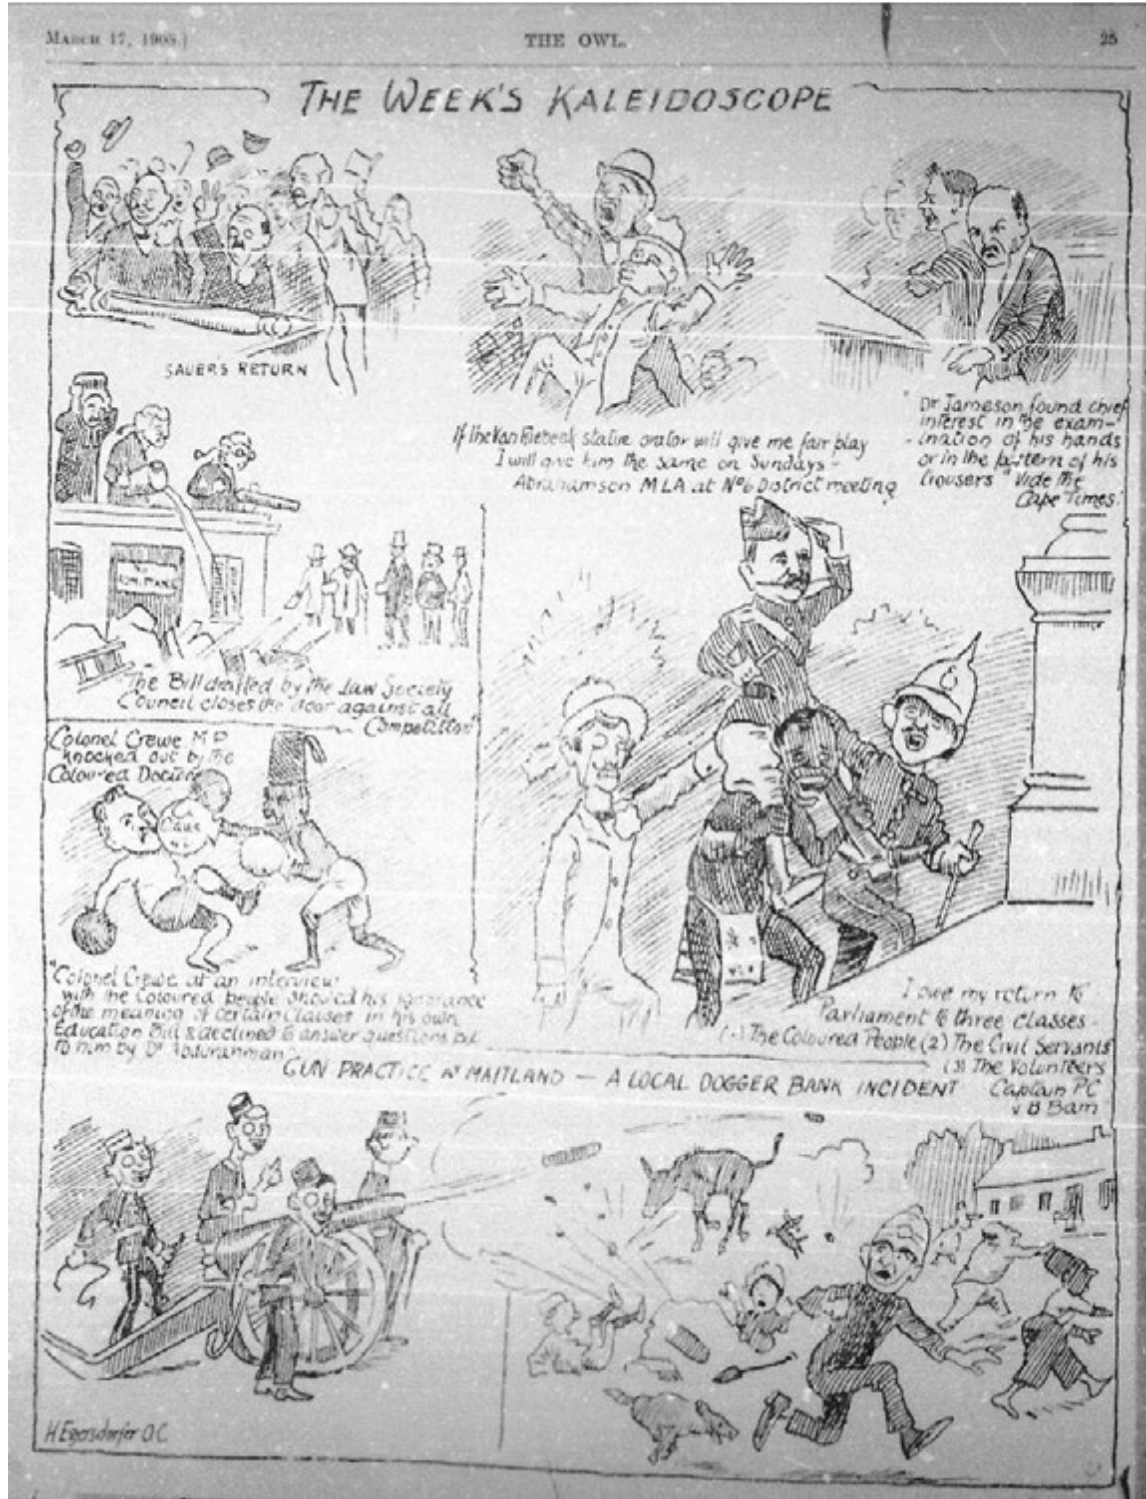 MARCH 17, 1905.]
THE OWL.
25
THE WEEK'S KALEIDOSCOPE
SAUER'S RETURN
If the Van Riebeek statue orator will give me fair play
I will give him the same on Sundays –
Abrahamson MLA at No 6 District meeting
"Dr Jameson found chief
interest in the exam-
-ination of his hands
or in the pattern of his
trousers" Vide the
Cape Times.
NO
ADMITTANCE
"The Bill drafted by the Law Society
Council closes the door against all
Competition"
Colonel Crewe M P
knocked out by the
Coloured Doctor
"Colonel Crewe at an interview
with the Coloured people showed his ignorance
of the meaning of certain Clauses in his own
Education Bill & declined to answer questions put
to him by Dr Abdurahman"
I owe my return to
Parliament to three classes –
(1) The Coloured People (2) The Civil Servants
(3) The Volunteers
Captain P C
v B Bam
GUN PRACTICE AT MAITLAND – A LOCAL DOGGER BANK INCIDENT
H Egersdorfer O.C.